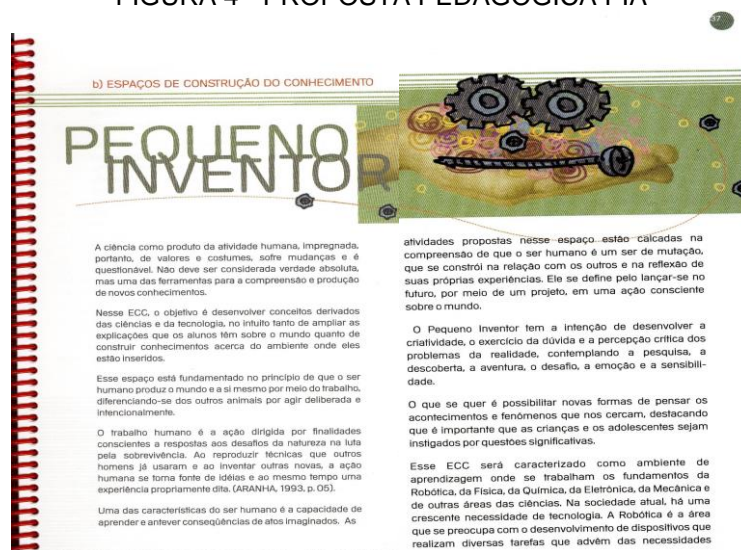 FIGURA 4 - PROPOSTA PEDAGÓGICA PIÁ
37
b) ESPAÇOS DE CONSTRUÇÃO DO CONHECIMENTO
PEQUENO
INVENTOR
A ciência como produto da atividade humana, impregnada,
portanto, de valores e costumes, sofre mudanças e é
questionável. Não deve ser considerada verdade absoluta,
mas uma das ferramentas para a compreensão e produção
de novos conhecimentos.
Nesse ECC, o objetivo é desenvolver conceitos derivados
das ciências e da tecnologia, no intuito tanto de ampliar as
explicações que os alunos têm sobre o mundo quanto de
construir conhecimentos acerca do ambiente onde eles
estão inseridos.
Esse espaço está fundamentado no princípio de que o ser
humano produz o mundo e a si mesmo por meio do trabalho,
diferenciando-se dos outros animais por agir deliberada e
intencionalmente.
O trabalho humano é a ação dirigida por finalidades
conscientes a respostas aos desafios da natureza na luta
pela sobrevivência. Ao reproduzir técnicas que outros
homens já usaram e ao inventar outras novas, a ação
humana se torna fonte de idéias e ao mesmo tempo uma
experiência propriamente dita. (ARANHA, 1993, p. 05).
Uma das características do ser humano é a capacidade de
aprender e antever conseqüências de atos imaginados. As
atividades propostas nesse espaço estão calcadas na
compreensão de que o ser humano é um ser de mutação,
que se constrói na relação com os outros e na reflexão de
suas próprias experiências. Ele se define pelo lançar-se no
futuro, por meio de um projeto, em uma ação consciente
sobre o mundo.
O Pequeno Inventor tem a intenção de desenvolver a
criatividade, o exercício da dúvida e a percepção crítica dos
problemas da realidade, contemplando a pesquisa, a
descoberta, a aventura, o desafio, a emoção e a sensibili-
dade.
O que se quer é possibilitar novas formas de pensar os
acontecimentos e fenômenos que nos cercam, destacando
que é importante que as crianças e os adolescentes sejam
instigados por questões significativas.
Esse ECC será caracterizado como ambiente de
aprendizagem onde se trabalham os fundamentos da
Robótica, da Física, da Química, da Eletrônica, da Mecânica e
de outras áreas das ciências. Na sociedade atual, há uma
crescente necessidade de tecnologia. A Robótica é a área
que se preocupa com o desenvolvimento de dispositivos que
realizam diversas tarefas que advêm das necessidades